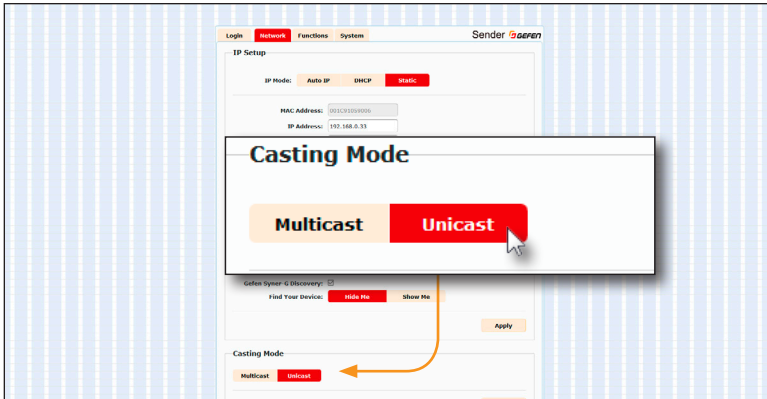 Login Network Functions System Sender GEFEN
IP Setup
IP Mode: Auto IP DHCP Static
MAC Address:
IP Address: 192.168.0.33
Casting Mode
Multicast Unicast
Gefen Syner-G Discovery:
Find Your Device: Hide Me Show Me
Apply
Casting Mode
Multicast Unicast